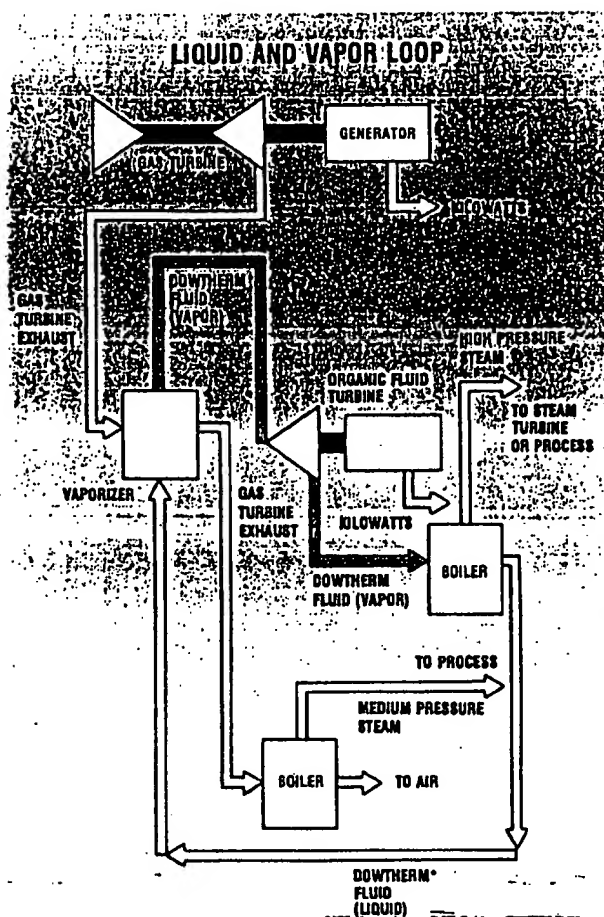 LIQUID AND VAPOR LOOP
GENERATOR
GAS TURBINE
KILOWATTS
GAS
TURBINE
EXHAUST
DOWTHERM
FLUID
(VAPOR)
HIGH PRESSURE
STEAM
ORGANIC FLUID
TURBINE
TO STEAM
TURBINE
OR PROCESS
VAPORIZER
GAS
TURBINE
EXHAUST
KILOWATTS
BOILER
DOWTHERM
FLUID (VAPOR)
TO PROCESS
MEDIUM PRESSURE
STEAM
BOILER
TO AIR
DOWTHERM*
FLUID
(LIQUID)